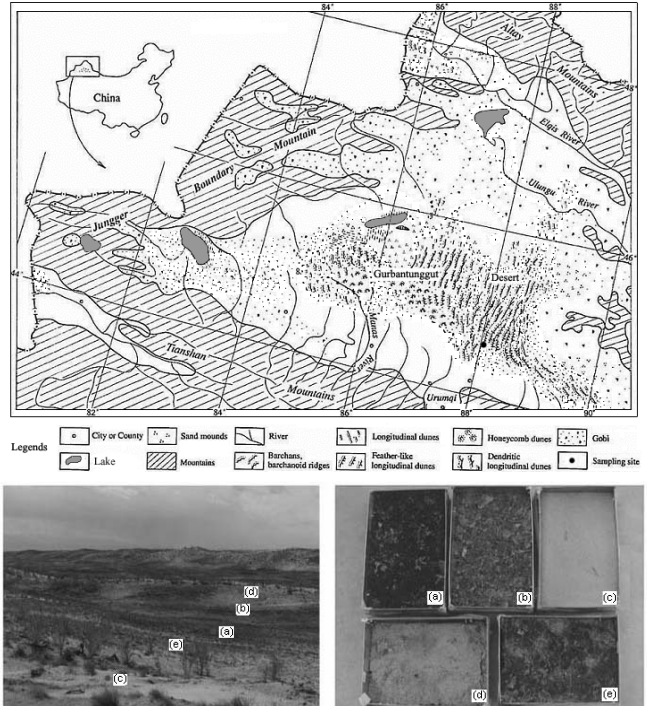 84°
86°
88°
Altay
Mountains
48°
China
Elqis River
Boundary Mountain
Ulungu River
Jungger
46°
44°
Gurbantunggut Desert
Manas River
Tianshan Mountains
Urumqi
82°
84°
86°
88°
90°
Legends
City or County
Sand mounds
River
Longitudinal dunes
Honeycomb dunes
Gobi
Lake
Mountains
Barchans, barchanoid ridges
Feather-like longitudinal dunes
Dendritic longitudinal dunes
Sampling site
(d)
(b)
(a)
(e)
(c)
(a)
(b)
(c)
(d)
(e)